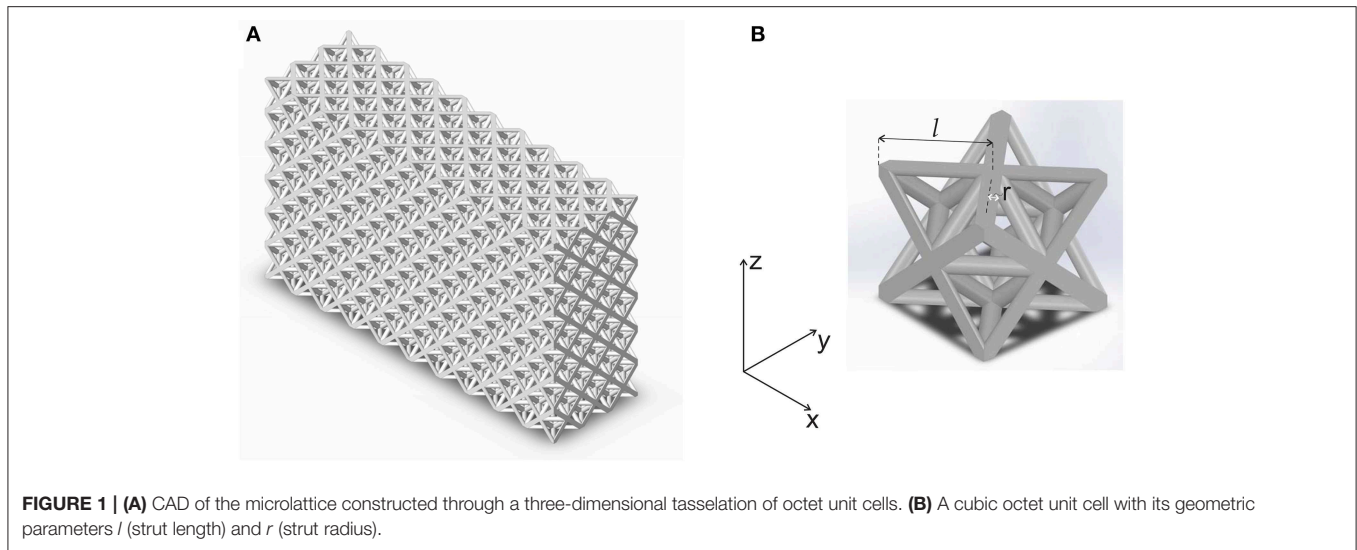 A
B
l
r
z
y
x
FIGURE 1 | (A) CAD of the microlattice constructed through a three-dimensional tasselation of octet unit cells. (B) A cubic octet unit cell with its geometric
parameters l (strut length) and r (strut radius).